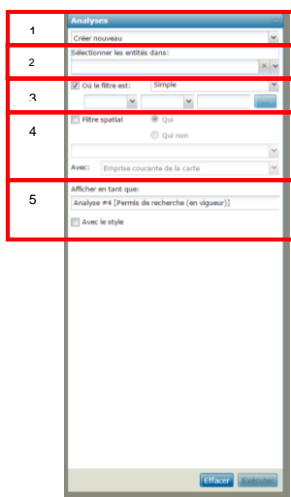 Analyses
1
Créer nouveau
Sélectionner les entités dans:
2
Où le filtre est: Simple
3
Filtre spatial Qui
4
Qui non
Avec: Emprise courante de la carte
Afficher en tant que:
5
Analyse #4 [Permis de recherche (en vigueur)]
Avec le style
Effacer Exécuter